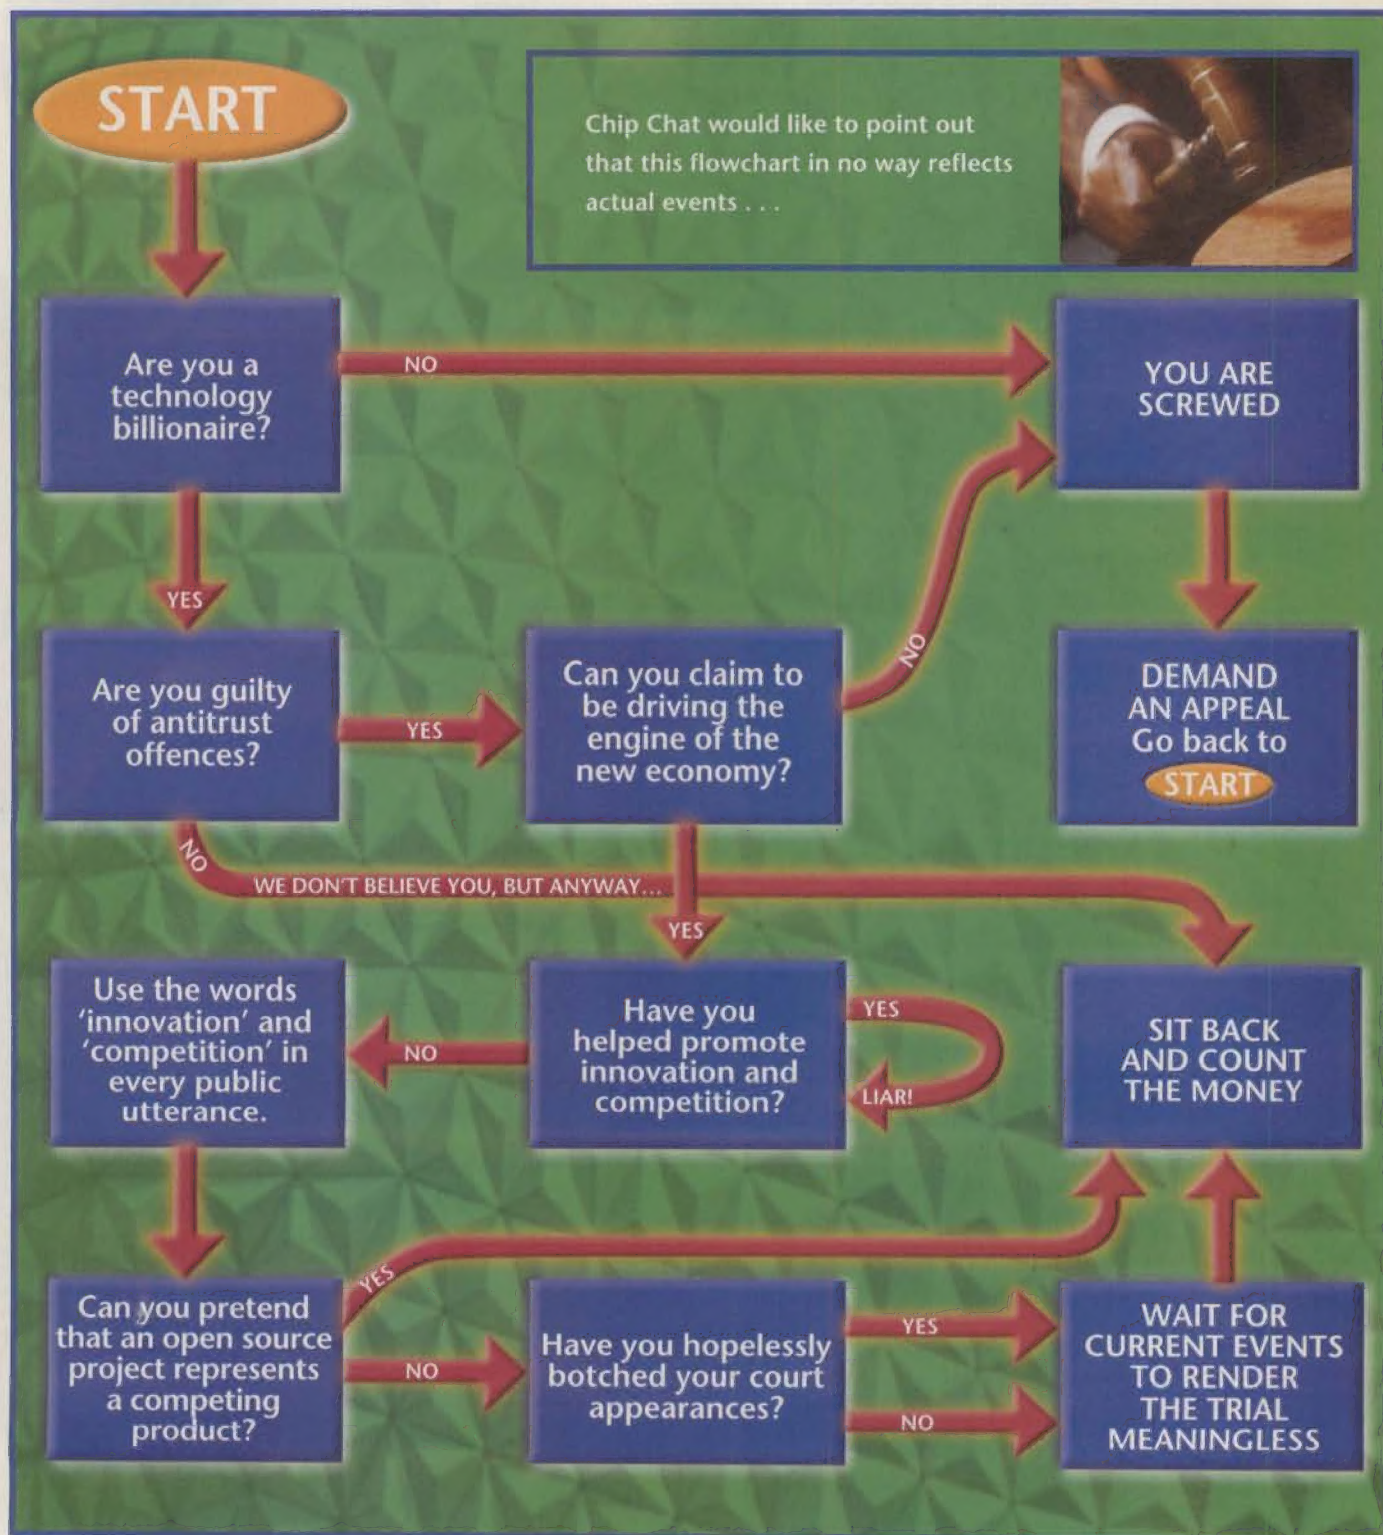 START
Chip Chat would like to point out
that this flowchart in no way reflects
actual events . . .
Are you a
technology
billionaire?
NO
YOU ARE
SCREWED
YES
Are you guilty
of antitrust
offences?
YES
Can you claim to
be driving the
engine of the
new economy?
NO
DEMAND
AN APPEAL
Go back to
START
NO
WE DON'T BELIEVE YOU, BUT ANYWAY...
YES
Use the words
'innovation' and
'competition' in
every public
utterance.
NO
Have you
helped promote
innovation and
competition?
YES
LIAR!
SIT BACK
AND COUNT
THE MONEY
Can you pretend
that an open source
project represents
a competing
product?
YES
NO
Have you hopelessly
botched your court
appearances?
YES
NO
WAIT FOR
CURRENT EVENTS
TO RENDER
THE TRIAL
MEANINGLESS